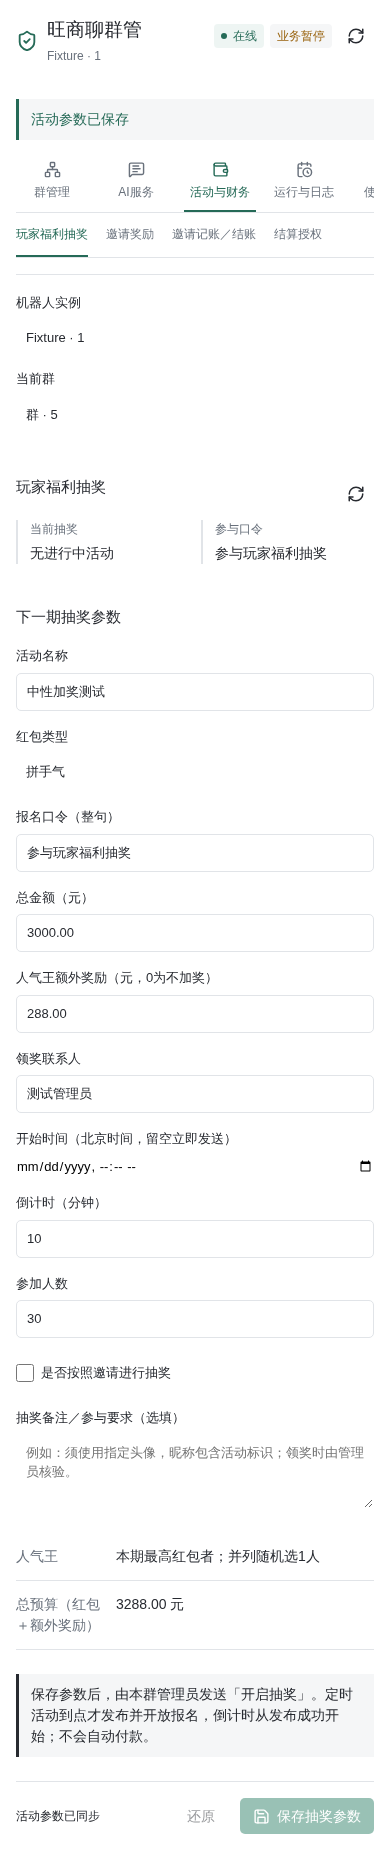 旺商聊群管
Fixture · 1
在线
业务暂停
活动参数已保存
群管理
AI服务
活动与财务
运行与日志
使
玩家福利抽奖
邀请奖励
邀请记账／结账
结算授权
机器人实例
Fixture · 1
当前群
群 · 5
玩家福利抽奖
当前抽奖
无进行中活动
参与口令
参与玩家福利抽奖
下一期抽奖参数
活动名称
中性加奖测试
红包类型
拼手气
报名口令（整句）
参与玩家福利抽奖
总金额（元）
3000.00
人气王额外奖励（元，0为不加奖）
288.00
领奖联系人
测试管理员
开始时间（北京时间，留空立即发送）
mm/dd/yyyy, --:-- --
倒计时（分钟）
10
参加人数
30
是否按照邀请进行抽奖
抽奖备注／参与要求（选填）
例如：须使用指定头像，昵称包含活动标识；领奖时由管理
员核验。
人气王
本期最高红包者；并列随机选1人
总预算（红包
＋额外奖励）
3288.00 元
保存参数后，由本群管理员发送「开启抽奖」。定时
活动到点才发布并开放报名，倒计时从发布成功开
始；不会自动付款。
活动参数已同步
还原
保存抽奖参数